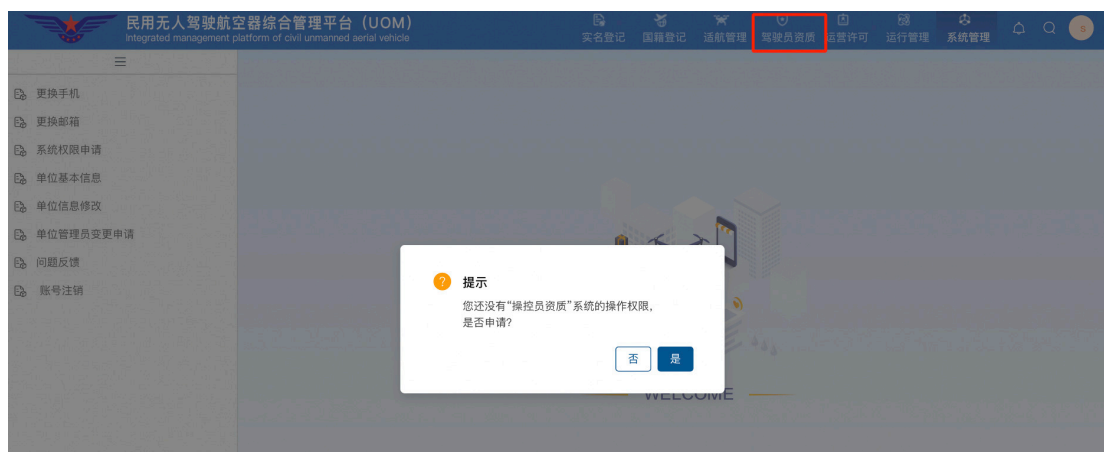 民用无人驾驶航空器综合管理平台（UOM）
Integrated management platform of civil unmanned aerial vehicle
实名登记 国籍登记 适航管理 驾驶员资质 运营许可 运行管理 系统管理
s
更换手机
更换邮箱
系统权限申请
单位基本信息
单位信息修改
单位管理员变更申请
问题反馈
账号注销
提示
您还没有“操控员资质”系统的操作权限，
是否申请？
否 是
WELCOME